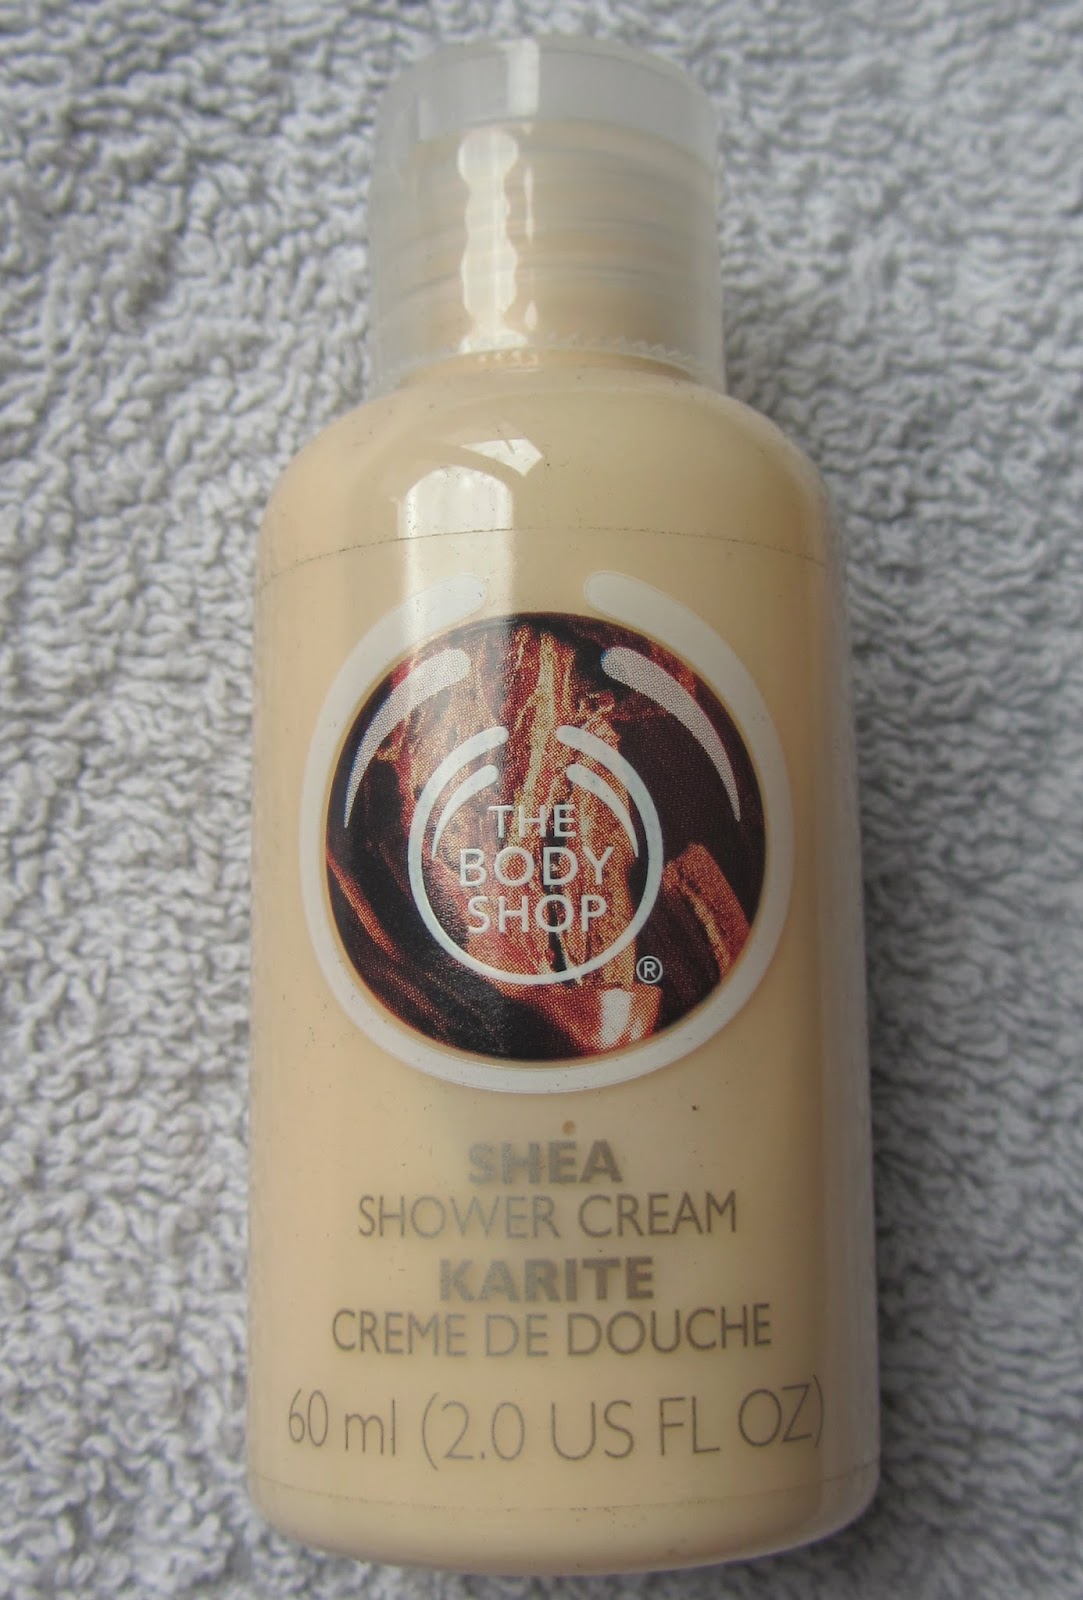 THE
BODY
SHOP
®
SHEA
SHOWER CREAM
KARITE
CREME DE DOUCHE
60 ml (2.0 US FL OZ)